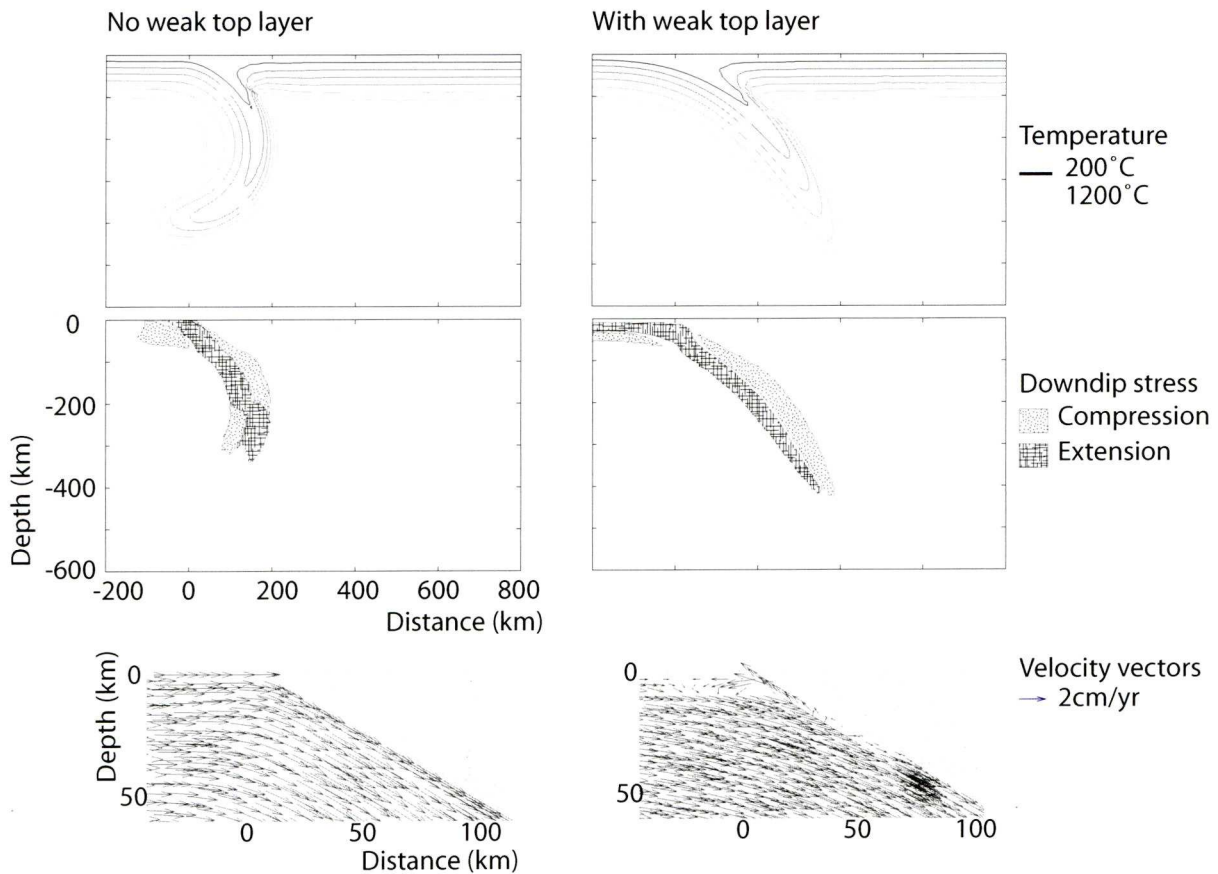 No weak top layer
With weak top layer
Temperature
200°C
1200°C
0
-200
-400
-600
Depth (km)
-200 0 200 400 600 800
Distance (km)
Downdip stress
Compression
Extension
0
50
Depth (km)
0 50 100
Distance (km)
0
50
0 50 100
Velocity vectors
2cm/yr